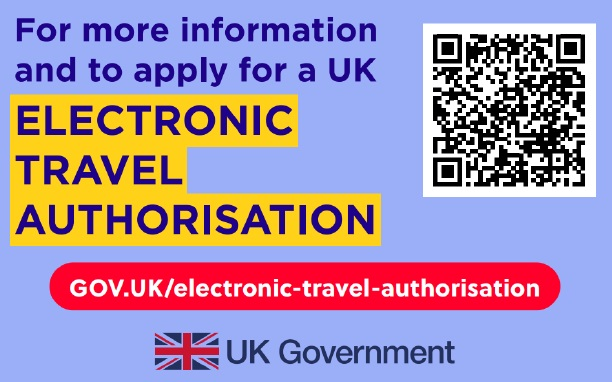 For more information
and to apply for a UK
ELECTRONIC
TRAVEL
AUTHORISATION
GOV.UK/electronic-travel-authorisation
UK Government